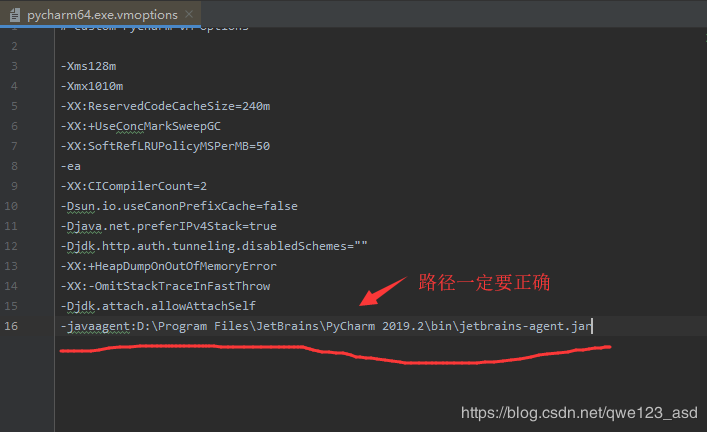 pycharm64.exe.vmoptions
1 # Custom PyCharm VM Options
2
3 -Xms128m
4 -Xmx1010m
5 -XX:ReservedCodeCacheSize=240m
6 -XX:+UseConcMarkSweepGC
7 -XX:SoftRefLRUPolicyMSPerMB=50
8 -ea
9 -XX:CICompilerCount=2
10 -Dsun.io.useCanonPrefixCache=false
11 -Djava.net.preferIPv4Stack=true
12 -Djdk.http.auth.tunneling.disabledSchemes=""
13 -XX:+HeapDumpOnOutOfMemoryError
14 -XX:-OmitStackTraceInFastThrow
路径一定要正确
15 -Djdk.attach.allowAttachSelf
16 -javaagent:D:\Program Files\JetBrains\PyCharm 2019.2\bin\jetbrains-agent.jar
https://blog.csdn.net/qwe123_asd